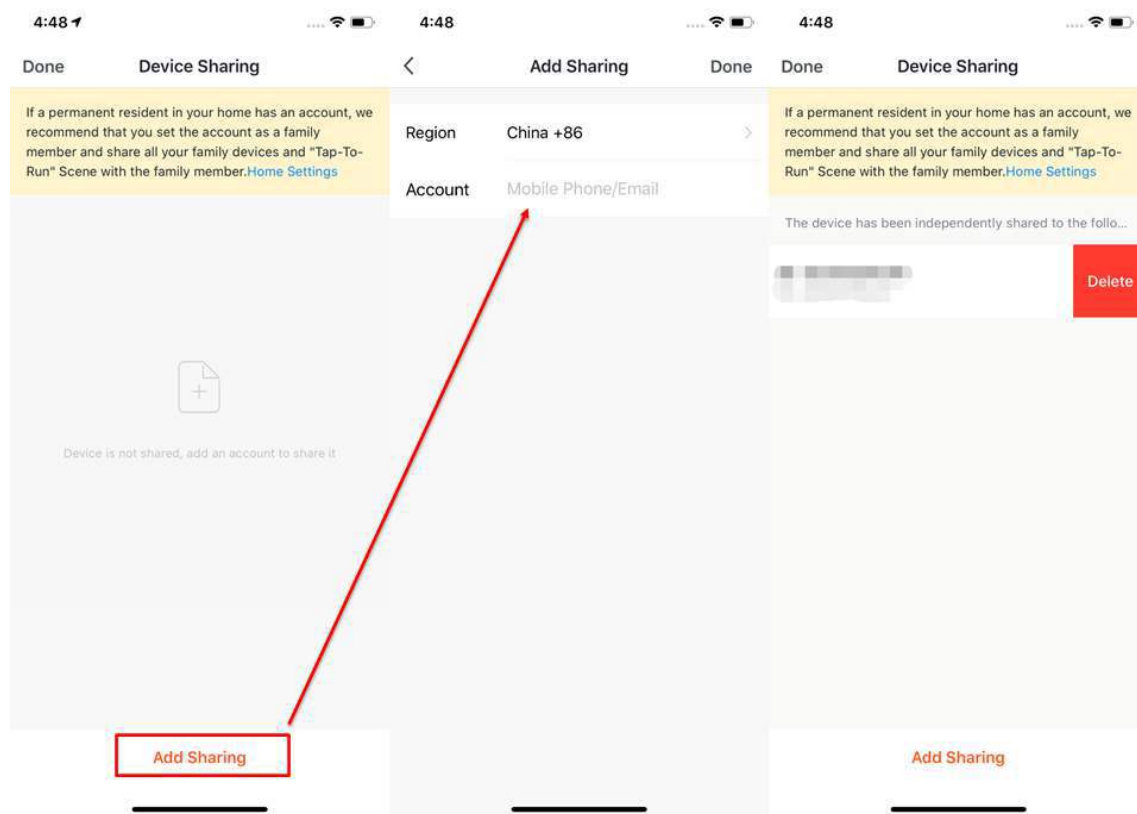 4:48
Done
Device Sharing
If a permanent resident in your home has an account, we
recommend that you set the account as a family
member and share all your family devices and "Tap-To-
Run" Scene with the family member.Home Settings
Device is not shared, add an account to share it
Add Sharing
4:48
Add Sharing
Done
Region
China +86
Account
Mobile Phone/Email
4:48
Done
Device Sharing
If a permanent resident in your home has an account, we
recommend that you set the account as a family
member and share all your family devices and "Tap-To-
Run" Scene with the family member.Home Settings
The device has been independently shared to the follo...
Delete
Add Sharing